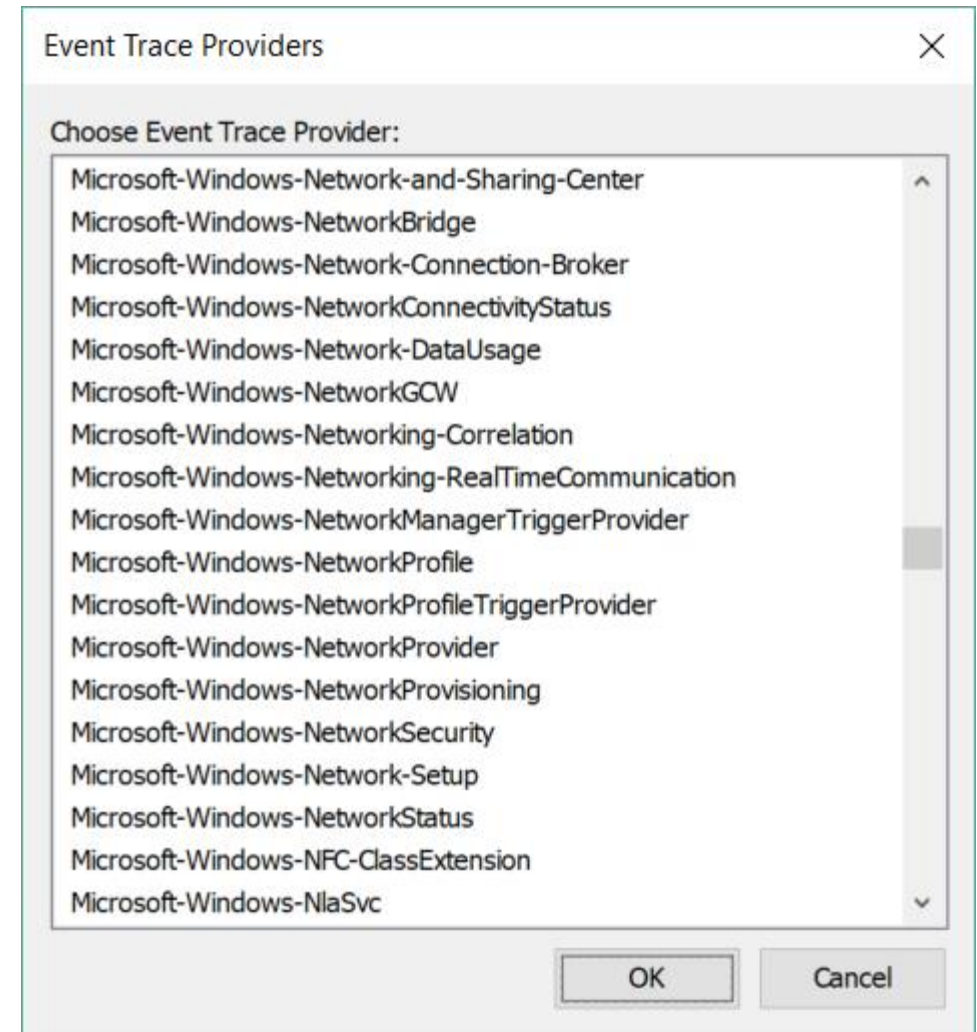 Event Trace Providers
Choose Event Trace Provider:
Microsoft-Windows-Network-and-Sharing-Center
Microsoft-Windows-NetworkBridge
Microsoft-Windows-Network-Connection-Broker
Microsoft-Windows-NetworkConnectivityStatus
Microsoft-Windows-Network-DataUsage
Microsoft-Windows-NetworkGCW
Microsoft-Windows-Networking-Correlation
Microsoft-Windows-Networking-RealTimeCommunication
Microsoft-Windows-NetworkManagerTriggerProvider
Microsoft-Windows-NetworkProfile
Microsoft-Windows-NetworkProfileTriggerProvider
Microsoft-Windows-NetworkProvider
Microsoft-Windows-NetworkProvisioning
Microsoft-Windows-NetworkSecurity
Microsoft-Windows-Network-Setup
Microsoft-Windows-NetworkStatus
Microsoft-Windows-NFC-ClassExtension
Microsoft-Windows-NlaSvc
OK Cancel